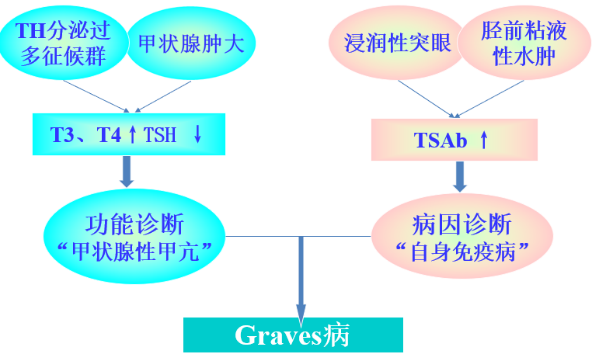 TH分泌过
多征候群
甲状腺肿大
浸润性突眼
胫前粘液
性水肿
T3、T4↑TSH ↓
TSAb ↑
功能诊断
“甲状腺性甲亢”
病因诊断
“自身免疫病”
Graves病